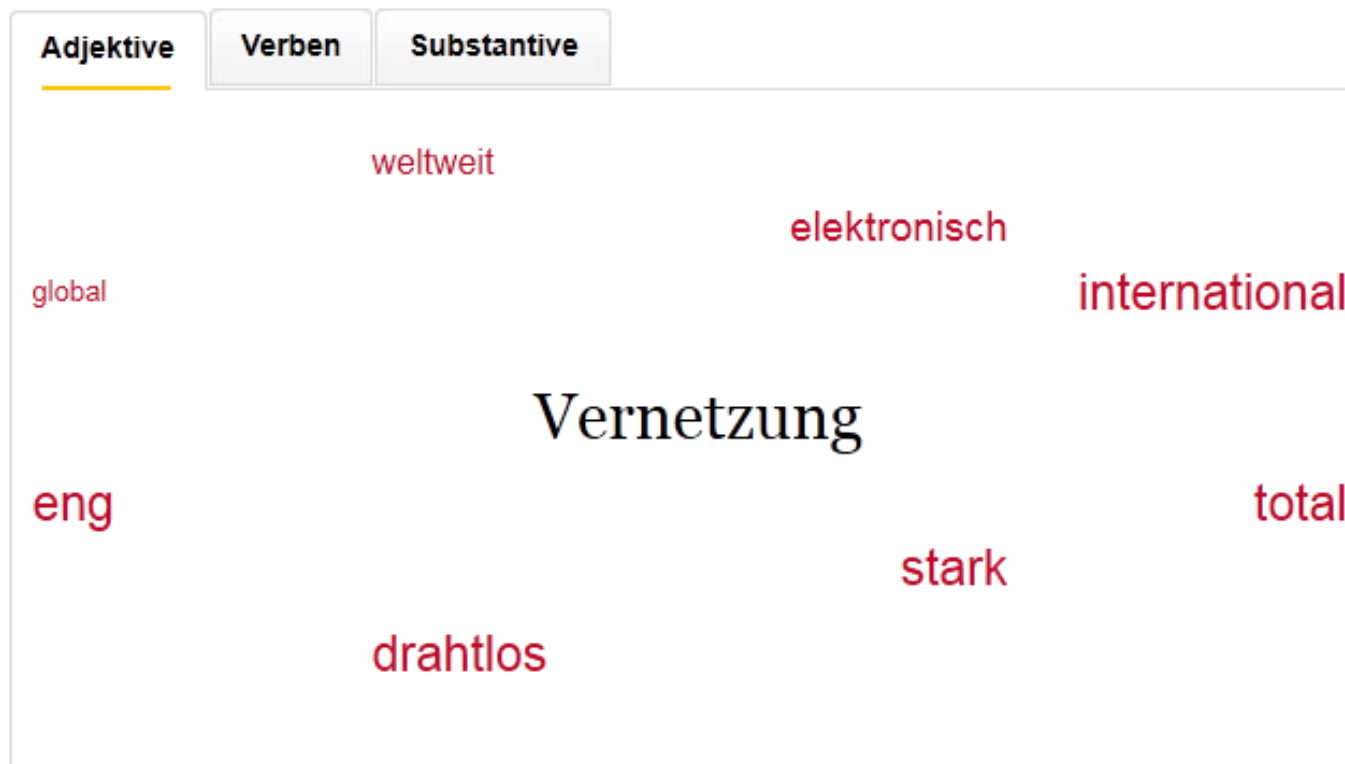 Adjektive Verben Substantive
weltweit
elektronisch
global international
Vernetzung
eng total
stark
drahtlos